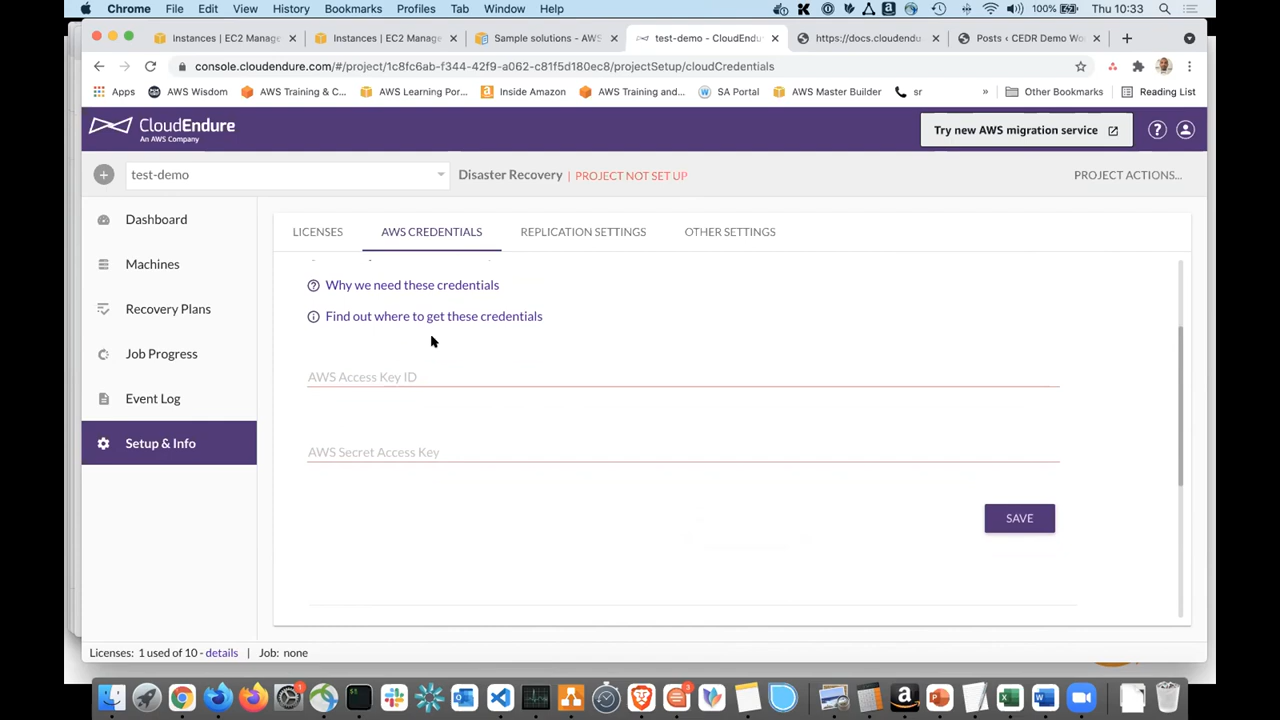 Chrome File Edit View History Bookmarks Profiles Tab Window Help 100% Thu 10:33
Instances | EC2 Manage
Instances | EC2 Manage
Sample solutions - AWS
test-demo - CloudEndu
https://docs.cloudendu
Posts ‹ CEDR Demo Wo
console.cloudendure.com/#/project/1c8fc6ab-f344-42f9-a062-c81f5d180ec8/projectSetup/cloudCredentials
Apps AWS Wisdom AWS Training & C... AWS Learning Por... Inside Amazon AWS Training and... SA Portal AWS Master Builder sr » Other Bookmarks Reading List
CloudEndure
An AWS Company
Try new AWS migration service
test-demo
Disaster Recovery | PROJECT NOT SET UP
PROJECT ACTIONS...
Dashboard
Machines
Recovery Plans
Job Progress
Event Log
Setup & Info
LICENSES AWS CREDENTIALS REPLICATION SETTINGS OTHER SETTINGS
Why we need these credentials
Find out where to get these credentials
AWS Access Key ID
AWS Secret Access Key
SAVE
Licenses: 1 used of 10 - details | Job: none